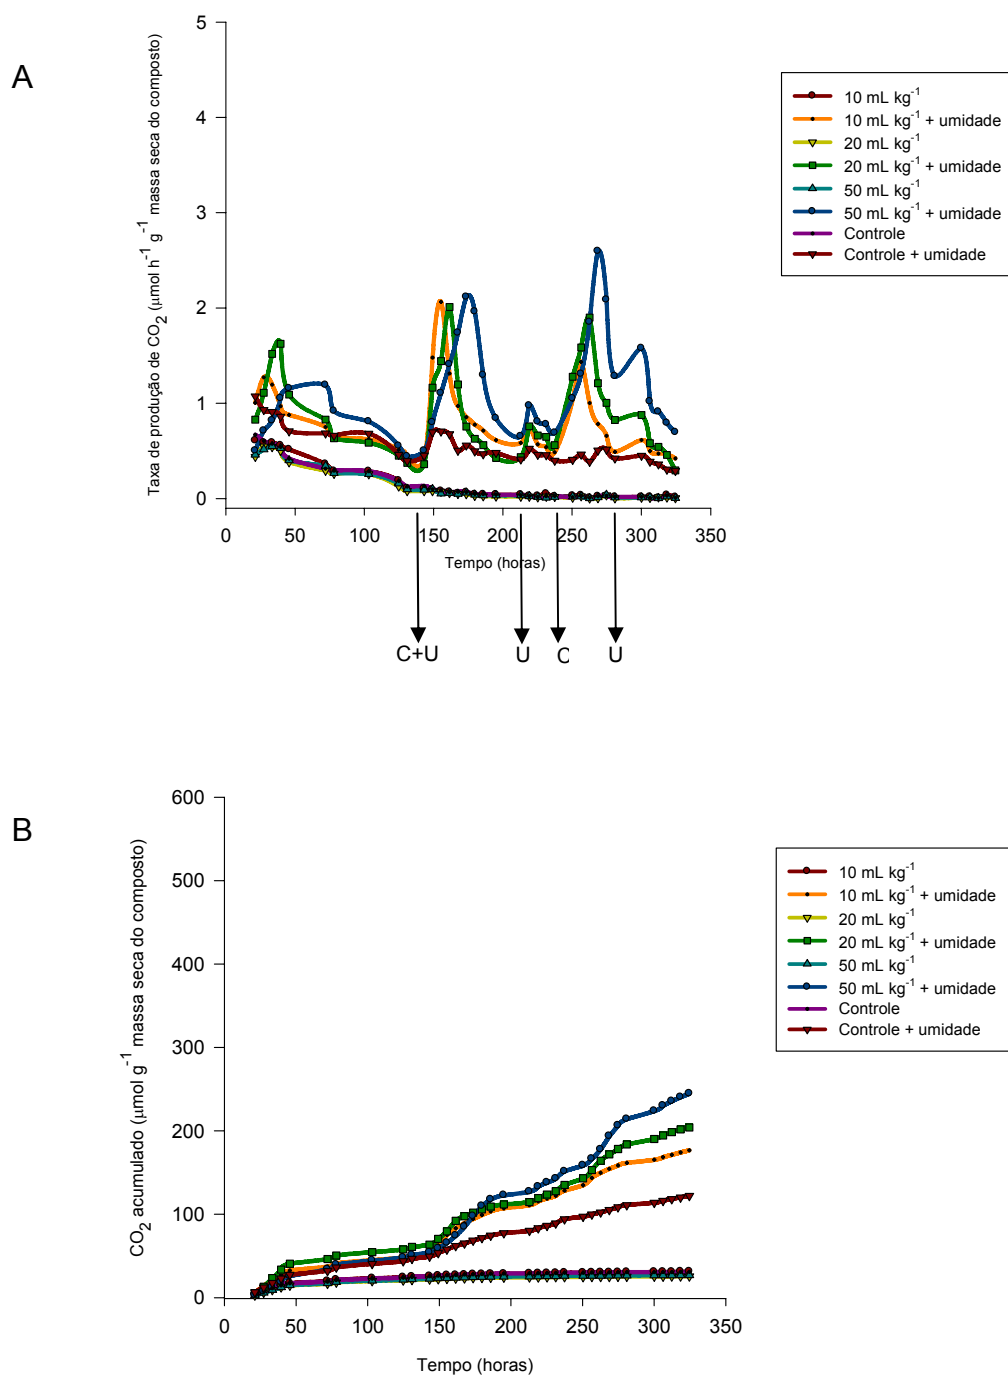 A
Taxa de produção de CO2 (µmol h-1 g-1 massa seca do composto)
5
4
3
2
1
0
0 50 100 150 200 250 300 350
Tempo (horas)
C+U U C U
10 mL kg-1
10 mL kg-1 + umidade
20 mL kg-1
20 mL kg-1 + umidade
50 mL kg-1
50 mL kg-1 + umidade
Controle
Controle + umidade
B
CO2 acumulado (µmol g-1 massa seca do composto)
600
500
400
300
200
100
0
0 50 100 150 200 250 300 350
Tempo (horas)
10 mL kg-1
10 mL kg-1 + umidade
20 mL kg-1
20 mL kg-1 + umidade
50 mL kg-1
50 mL kg-1 + umidade
Controle
Controle + umidade